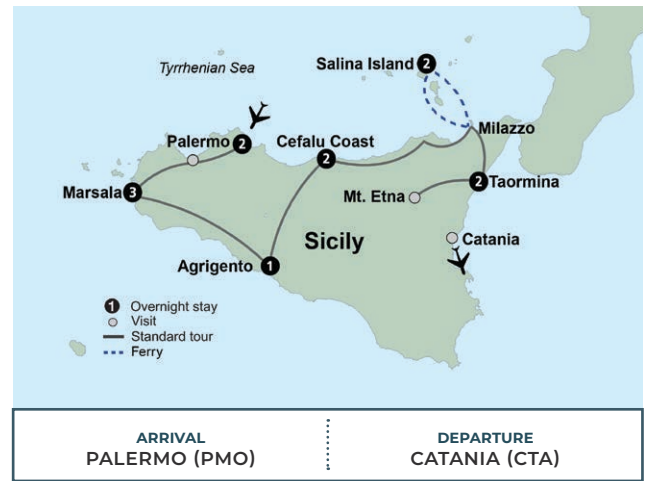 Tyrrhenian Sea
Salina Island 2
Milazzo
Palermo 2
Cefalu Coast
2
Marsala 3
Mt. Etna
2 Taormina
Sicily
Catania
Agrigento 1
1 Overnight stay
Visit
Standard tour
Ferry
ARRIVAL
PALERMO (PMO)
DEPARTURE
CATANIA (CTA)